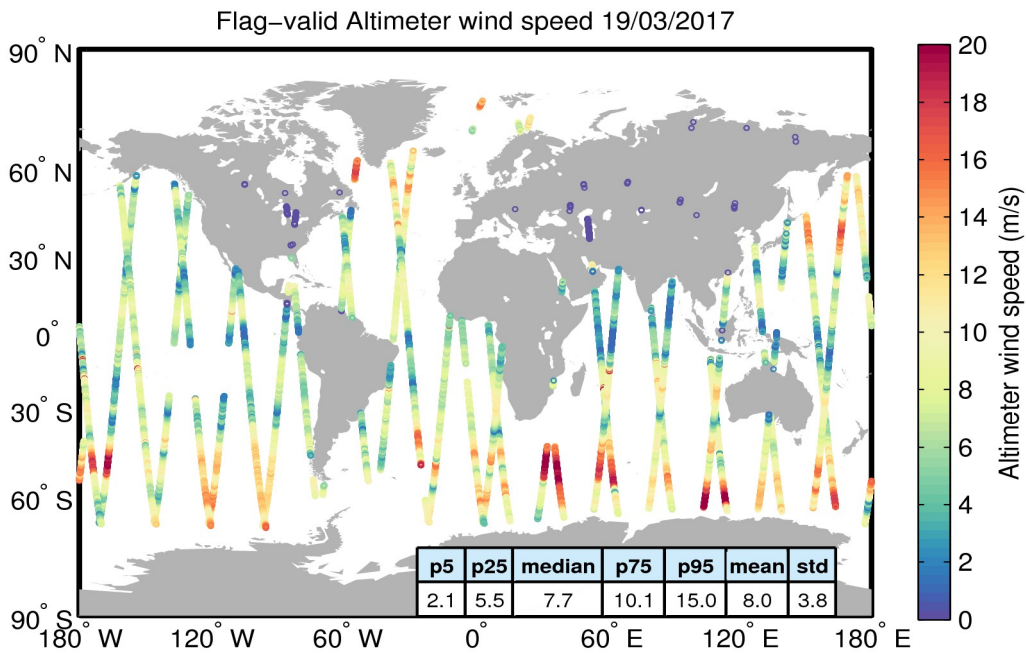 Flag−valid Altimeter wind speed 19/03/2017
90° N
60° N
30° N
0°
30° S
60° S
90° S
180° W
120° W
60° W
0°
60° E
120° E
180° E
p5 p25 median p75 p95 mean std
2.1 5.5 7.7 10.1 15.0 8.0 3.8
20
18
16
14
12
10
8
6
4
2
0
Altimeter wind speed (m/s)